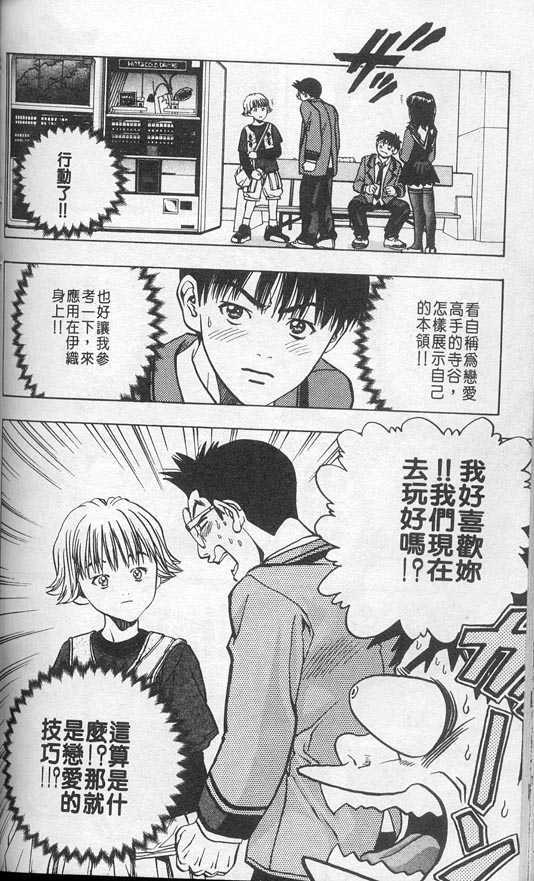 行動了!!
看自稱為戀愛
高手的寺谷，
怎樣展示自己
的本領!!
也好讓我參
考一下，來
應用在伊織
身上!!
我好喜歡妳
!!我們現在
去玩好嗎!?
這算是什
麼!?那就
是戀愛的
技巧!!?
ガーン